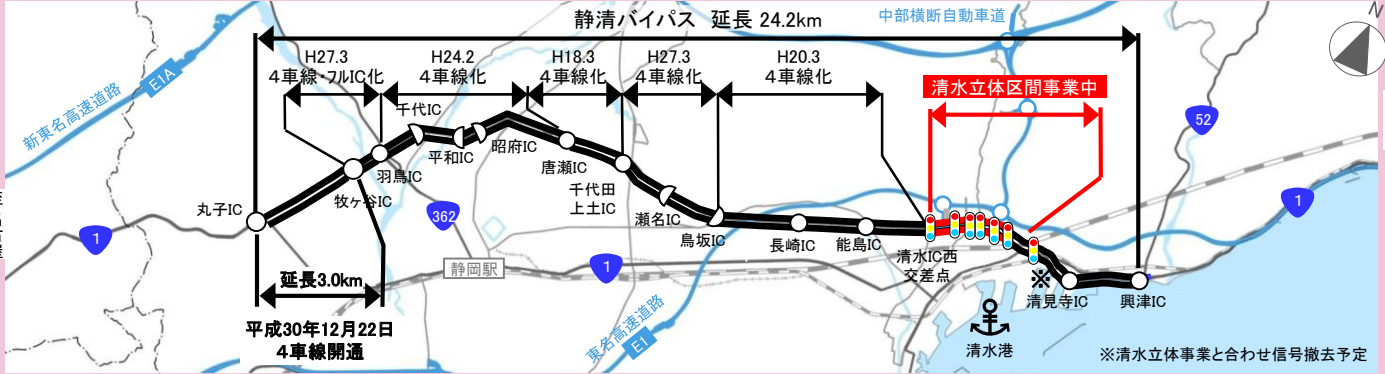 静清バイパス 延長 24.2km
中部横断自動車道
N
H27.3
4車線・フルIC化
H24.2
4車線化
H18.3
4車線化
H27.3
4車線化
H20.3
4車線化
清水立体区間事業中
新東名高速道路
E1A
千代IC
平和IC
昭府IC
唐瀬IC
千代田
上土IC
瀬名IC
鳥坂IC
長崎IC
能島IC
清水IC西
交差点
※
清見寺IC
興津IC
丸子IC
牧ヶ谷IC
羽鳥IC
362
52
1
1
1
静岡駅
延長3.0km
平成30年12月22日
4車線開通
東名高速道路
E1
清水港
※清水立体事業と合わせ信号撤去予定